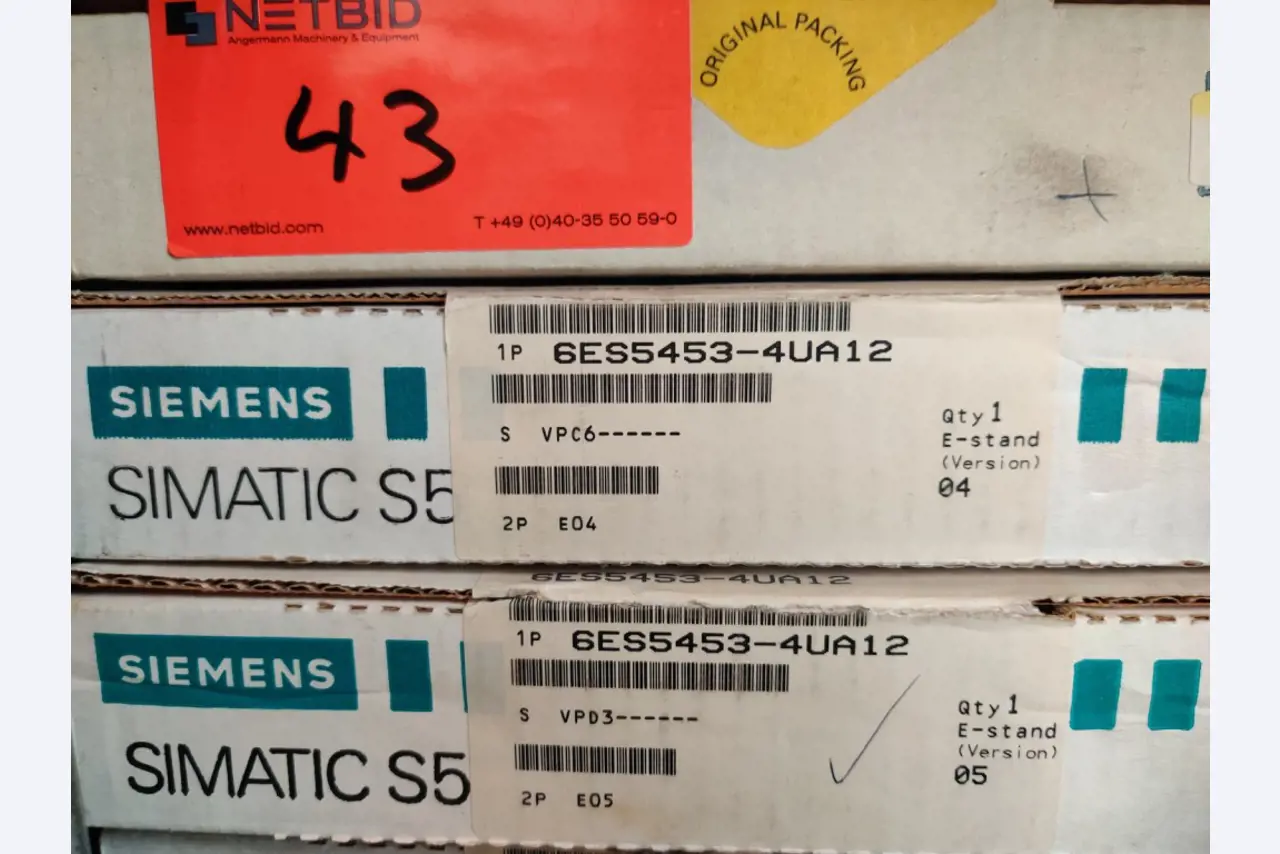 NETBID
Angermann Machinery & Equipment
43
www.netbid.com
T +49 (0)40-35 50 59-0
ORIGINAL PACKING
+
SIEMENS
SIMATIC S5
1P 6ES5453-4UA12
S VPC6------
2P E04
Qty 1
E-stand
(Version)
04
6ES5453-4UA12
SIEMENS
SIMATIC S5
1P 6ES5453-4UA12
S VPD3------
2P E05
Qty 1
E-stand
(Version)
05